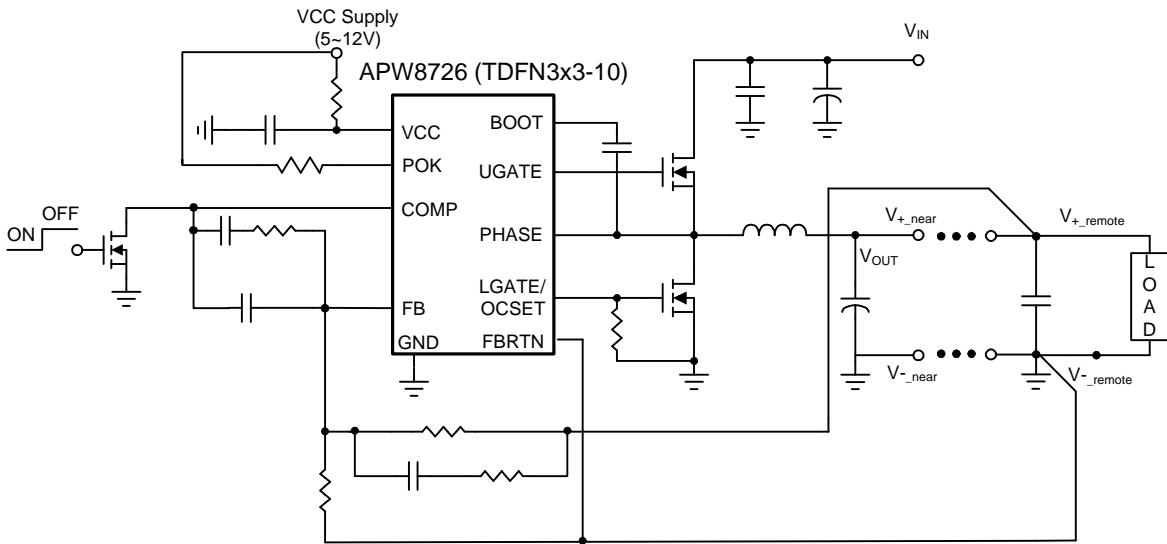 VCC Supply
(5~12V)
APW8726 (TDFN3x3-10)
VIN
VCC
BOOT
POK
UGATE
OFF
ON
COMP
PHASE
V+_near
V+_remote
VOUT
LOAD
LGATE/
OCSET
FB
GND
FBRTN
V-_near
V-_remote